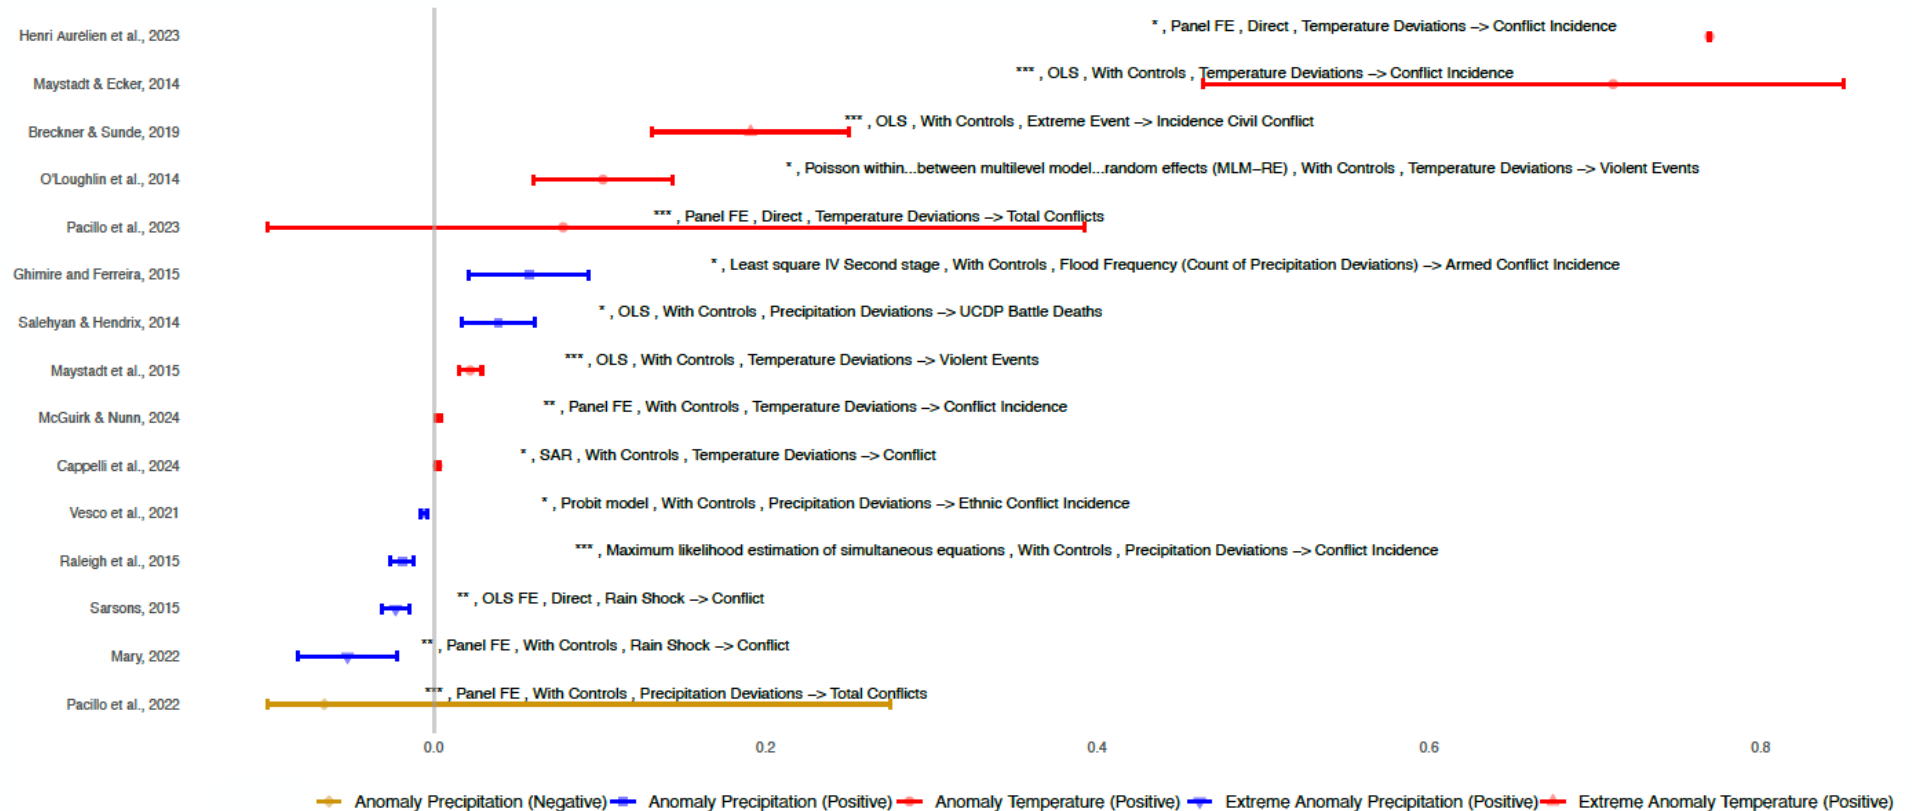 Henri Aurélien et al., 2023
* , Panel FE , Direct , Temperature Deviations –> Conflict Incidence
Maystadt & Ecker, 2014
*** , OLS , With Controls , Temperature Deviations –> Conflict Incidence
Breckner & Sunde, 2019
*** , OLS , With Controls , Extreme Event –> Incidence Civil Conflict
O'Loughlin et al., 2014
* , Poisson within...between multilevel model...random effects (MLM–RE) , With Controls , Temperature Deviations –> Violent Events
Pacillo et al., 2023
*** , Panel FE , Direct , Temperature Deviations –> Total Conflicts
Ghimire and Ferreira, 2015
* , Least square IV Second stage , With Controls , Flood Frequency (Count of Precipitation Deviations) –> Armed Conflict Incidence
Salehyan & Hendrix, 2014
* , OLS , With Controls , Precipitation Deviations –> UCDP Battle Deaths
Maystadt et al., 2015
*** , OLS , With Controls , Temperature Deviations –> Violent Events
McGuirk & Nunn, 2024
** , Panel FE , With Controls , Temperature Deviations –> Conflict Incidence
Cappelli et al., 2024
* , SAR , With Controls , Temperature Deviations –> Conflict
Vesco et al., 2021
* , Probit model , With Controls , Precipitation Deviations –> Ethnic Conflict Incidence
Raleigh et al., 2015
*** , Maximum likelihood estimation of simultaneous equations , With Controls , Precipitation Deviations –> Conflict Incidence
Sarsons, 2015
** , OLS FE , Direct , Rain Shock –> Conflict
Mary, 2022
** , Panel FE , With Controls , Rain Shock –> Conflict
Pacillo et al., 2022
*** , Panel FE , With Controls , Precipitation Deviations –> Total Conflicts
0.0 0.2 0.4 0.6 0.8
Anomaly Precipitation (Negative) Anomaly Precipitation (Positive) Anomaly Temperature (Positive) Extreme Anomaly Precipitation (Positive) Extreme Anomaly Temperature (Positive)